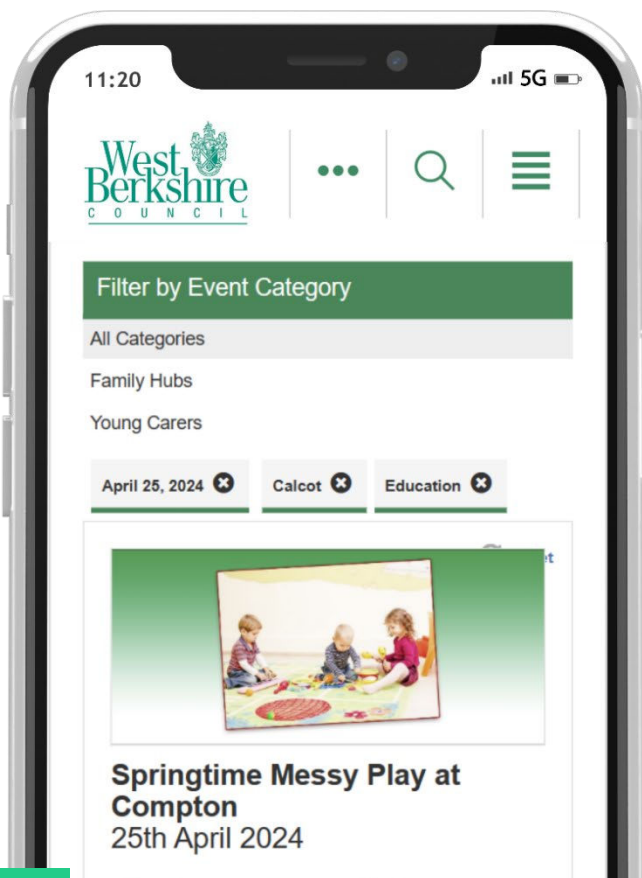 11:20
5G
West
Berkshire
COUNCIL
Filter by Event Category
All Categories
Family Hubs
Young Carers
April 25, 2024
Calcot
Education
Springtime Messy Play at
Compton
25th April 2024